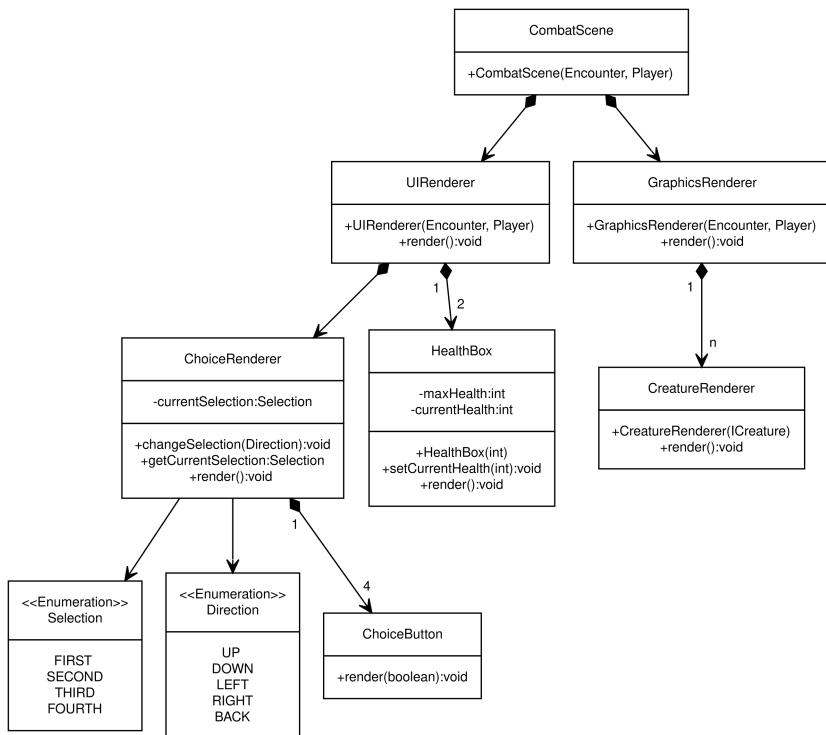 CombatScene
+CombatScene(Encounter, Player)
UIRenderer
+UIRenderer(Encounter, Player)
+render():void
GraphicsRenderer
+GraphicsRenderer(Encounter, Player)
+render():void
1
2
1
n
ChoiceRenderer
-currentSelection:Selection
+changeSelection(Direction):void
+getCurrentSelection:Selection
+render():void
HealthBox
-maxHealth:int
-currentHealth:int
+HealthBox(int)
+setCurrentHealth(int):void
+render():void
CreatureRenderer
+CreatureRenderer(ICreature)
+render():void
1
4
<<Enumeration>>
Selection
FIRST
SECOND
THIRD
FOURTH
<<Enumeration>>
Direction
UP
DOWN
LEFT
RIGHT
BACK
ChoiceButton
+render(boolean):void